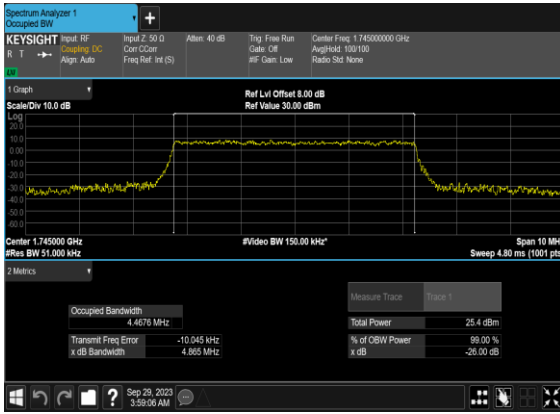 Spectrum Analyzer 1
Occupied BW
+
KEYSIGHT Input: RF Input Z: 50 Ω Atten: 40 dB Trig: Free Run Center Freq: 1.745000000 GHz
R T Coupling: DC Corr CCorr Gate: Off Avg|Hold: 100/100
Align: Auto Freq Ref: Int (S) #IF Gain: Low Radio Std: None
1 Graph
Ref Lvl Offset 8.00 dB
Scale/Div 10.0 dB Ref Value 30.00 dBm
Log
20.0
10.0
0.00
-10.0
-20.0
-30.0
-40.0
-50.0
-60.0
Center 1.745000 GHz #Video BW 150.00 kHz* Span 10 MH
#Res BW 51.000 kHz Sweep 4.80 ms (1001 pts
2 Metrics
Measure Trace Trace 1
Occupied Bandwidth
4.4676 MHz Total Power 25.4 dBm
Transmit Freq Error -10.045 kHz % of OBW Power 99.00 %
x dB Bandwidth 4.865 MHz x dB -26.00 dB
? Sep 29, 2023
3:59:06 AM